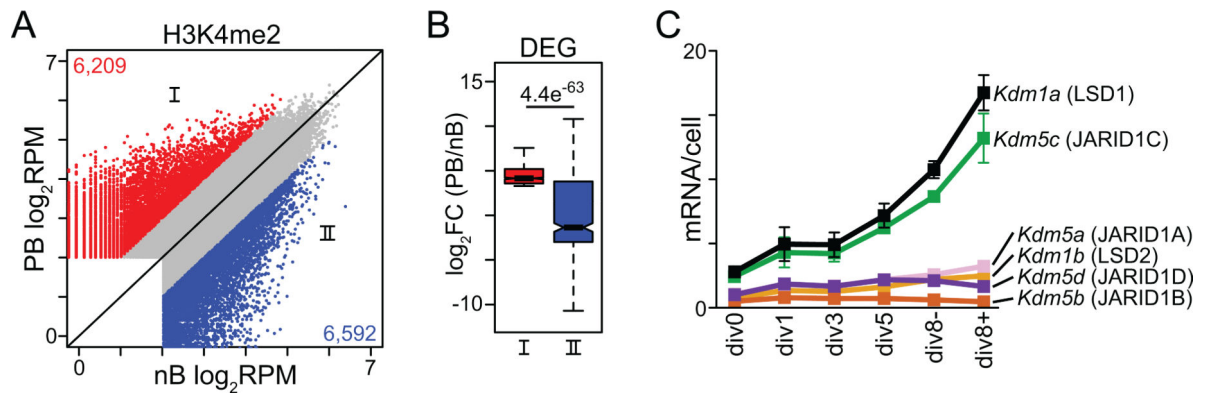 A
H3K4me2
7
6,209
I
PB log2RPM
II
0
6,592
0
7
nB log2RPM
B
DEG
15
4.4e-63
log2FC (PB/nB)
-10
I
II
C
20
mRNA/cell
0
Kdm1a (LSD1)
Kdm5c (JARID1C)
Kdm5a (JARID1A)
Kdm1b (LSD2)
Kdm5d (JARID1D)
Kdm5b (JARID1B)
div0
div1
div3
div5
div8-
div8+